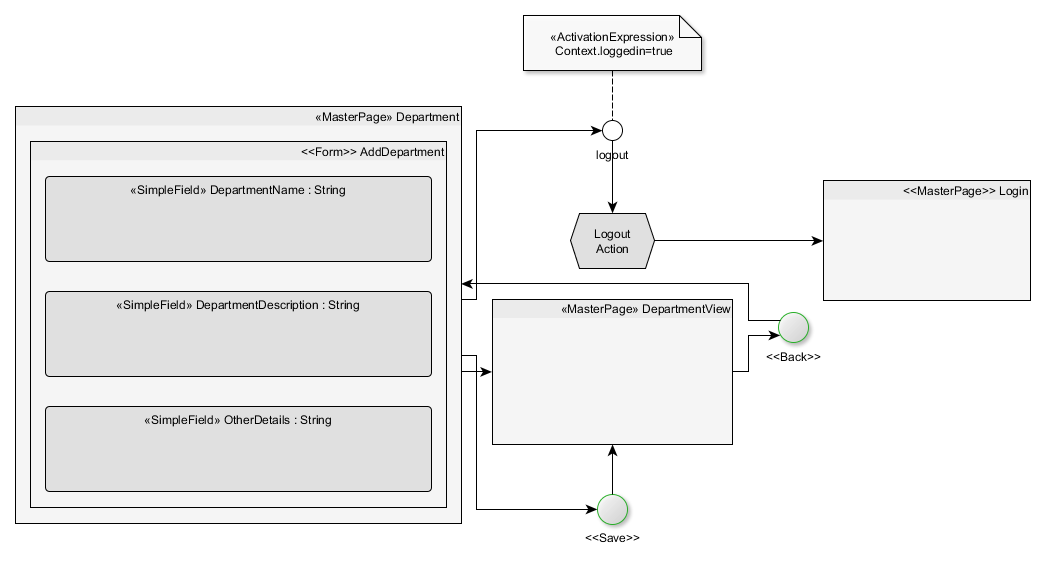 «ActivationExpression»
Context.loggedin=true
«MasterPage» Department
<<Form>> AddDepartment
logout
«SimpleField» DepartmentName : String
<<MasterPage>> Login
Logout
Action
«SimpleField» DepartmentDescription : String
«MasterPage» DepartmentView
<<Back>>
«SimpleField» OtherDetails : String
<<Save>>